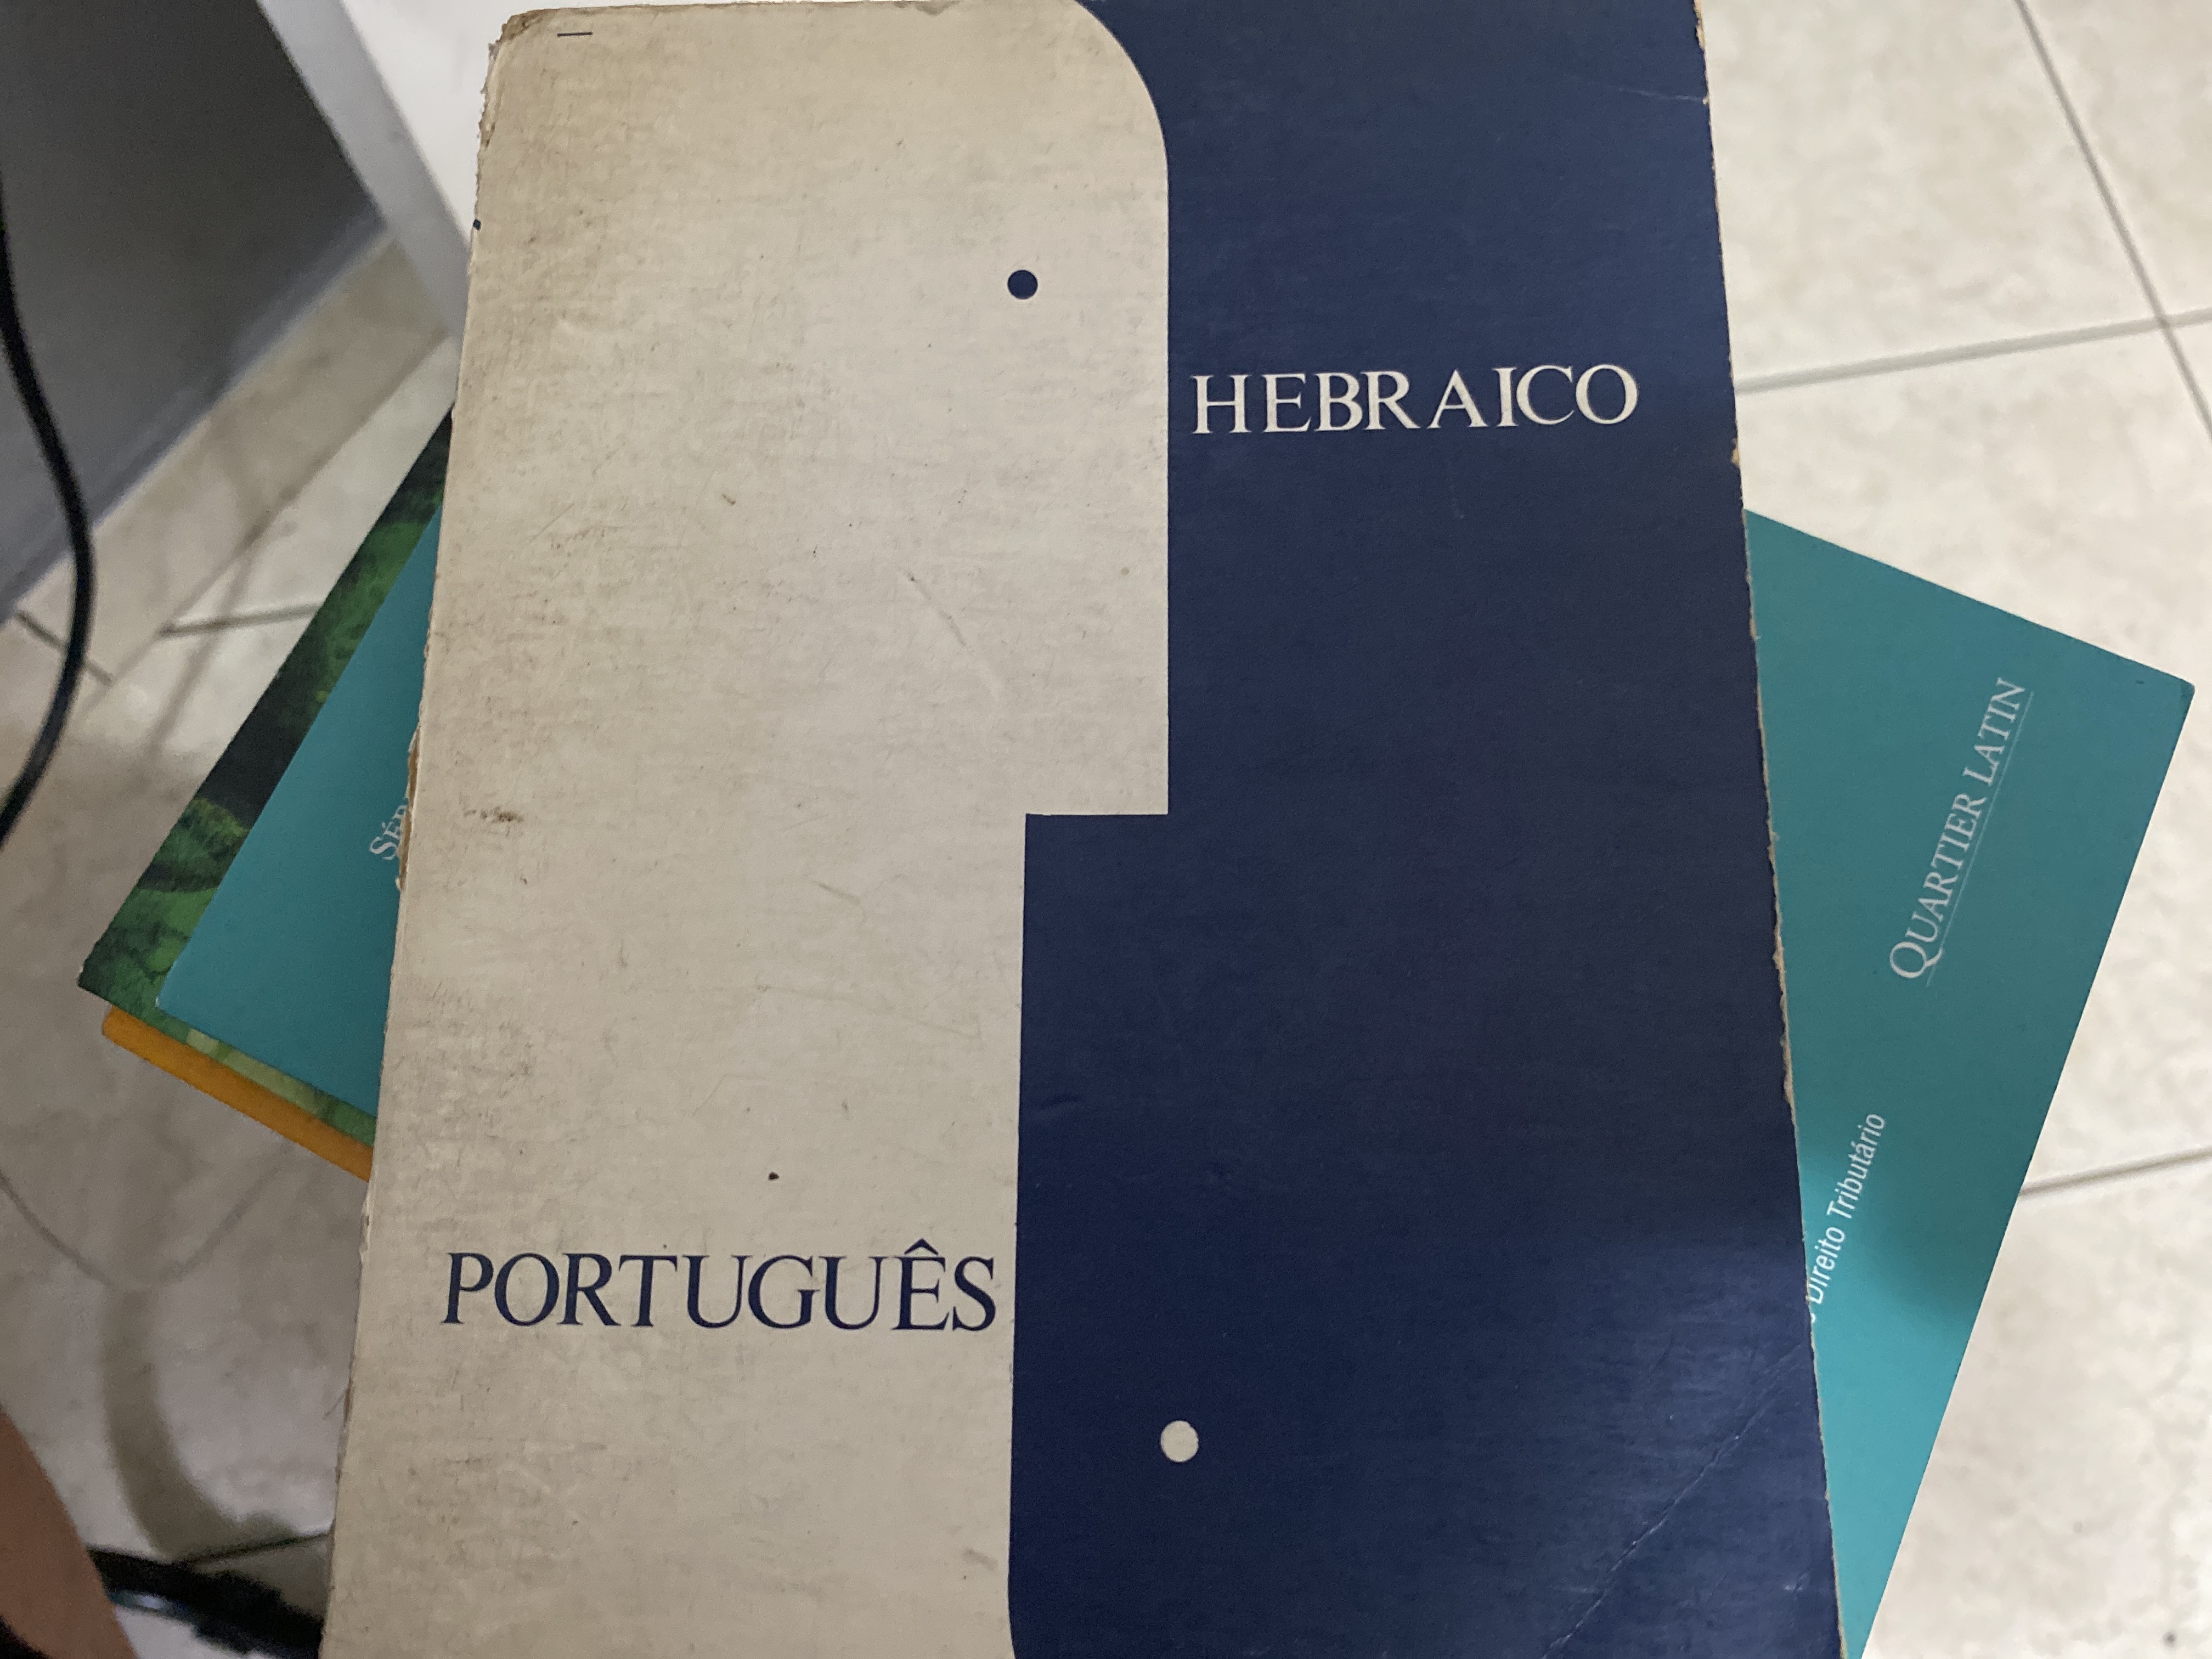 HEBRAICO
PORTUGUÊS
QUARTIER LATIN
Direito Tributário